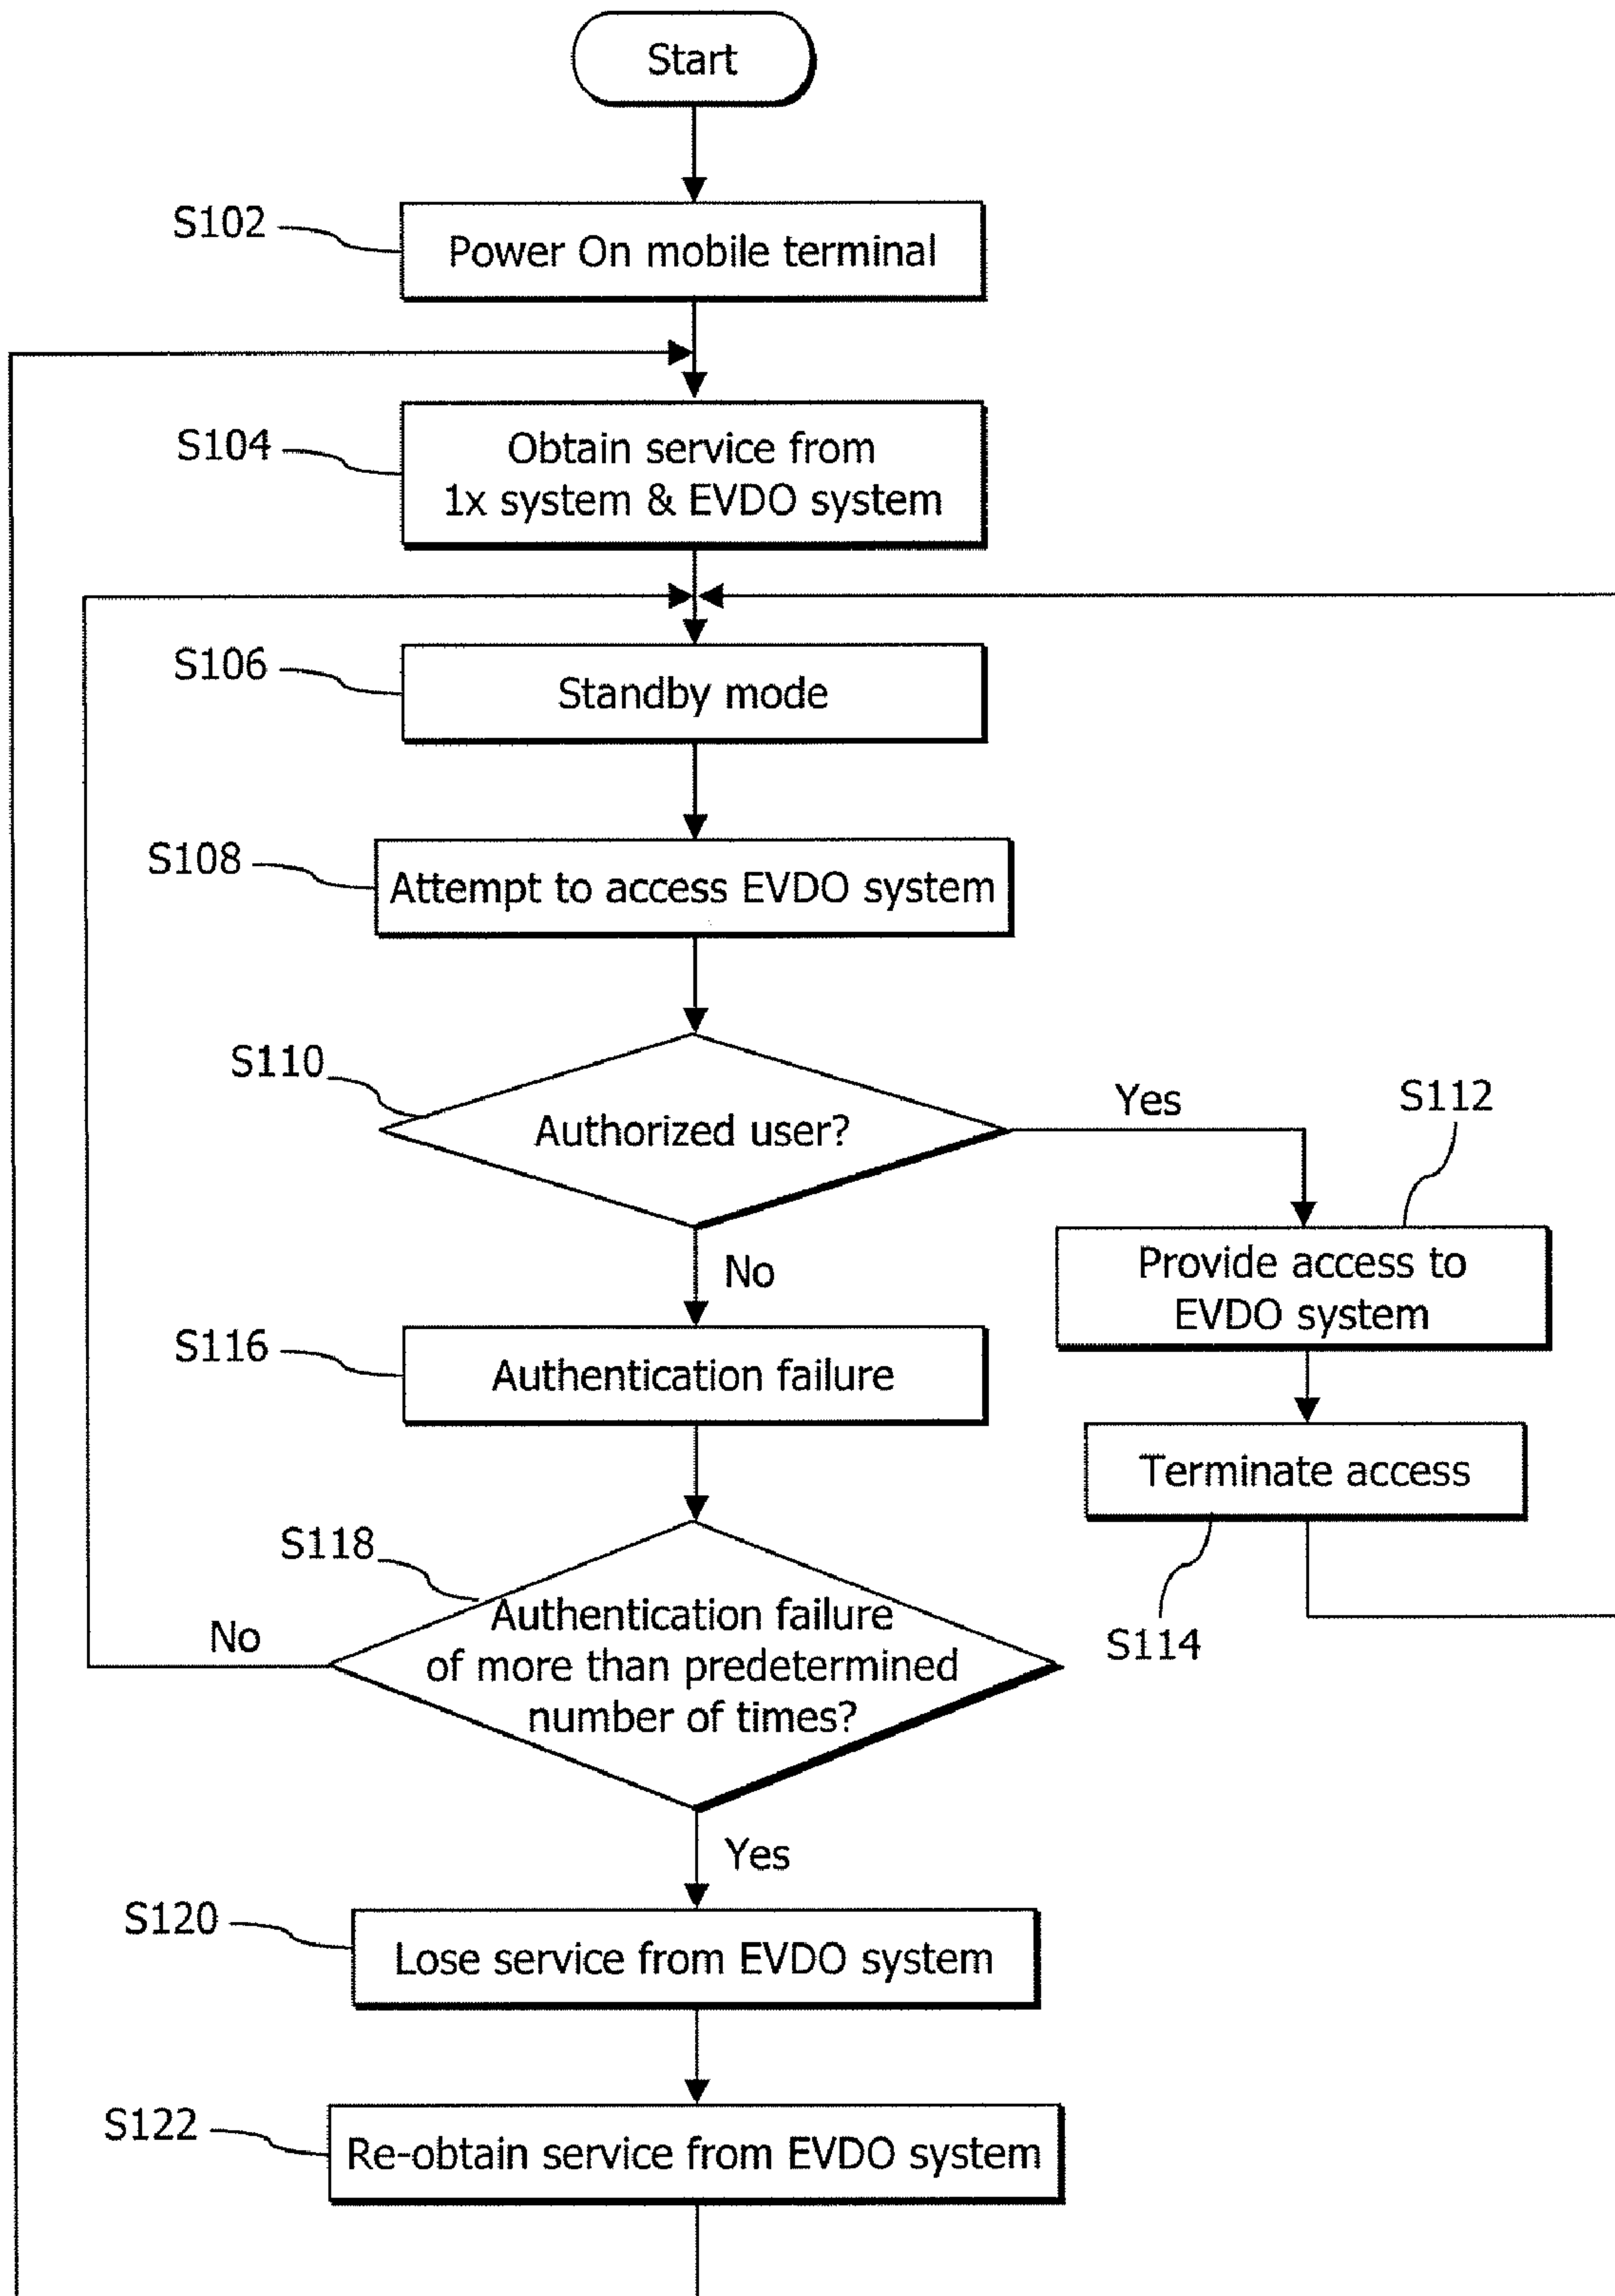 Start
S102
Power On mobile terminal
S104
Obtain service from
1x system & EVDO system
S106
Standby mode
S108
Attempt to access EVDO system
S110
Authorized user?
Yes
S112
Provide access to
EVDO system
No
S116
Authentication failure
Terminate access
S114
S118
Authentication failure
of more than predetermined
number of times?
No
Yes
S120
Lose service from EVDO system
S122
Re-obtain service from EVDO system